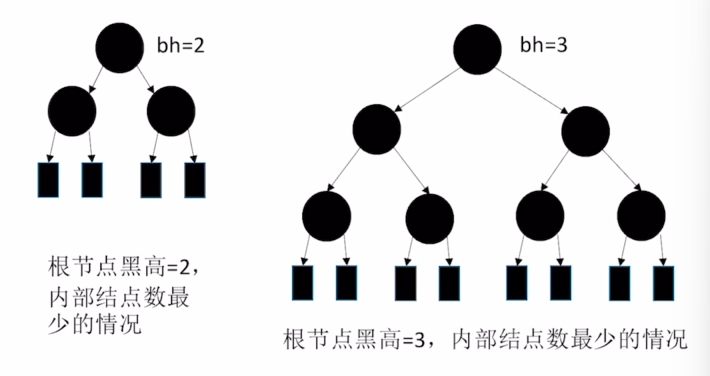 bh=2
bh=3
根节点黑高=2，
内部结点数最
少的情况
根节点黑高=3，内部结点数最少的情况